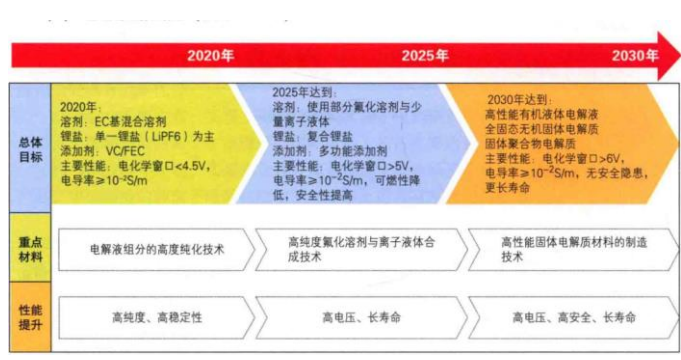 2020年
2025年
2030年
总体
目标
2020年:
溶剂:EC基混合溶剂
锂盐:单一锂盐(LiPF6)为主
添加剂:VC/FEC
主要性能:电化学窗口<4.5V,
电导率≥10⁻²S/m
2025年达到:
溶剂:使用部分氟化溶剂与少
量离子液体
锂盐:复合锂盐
添加剂:多功能添加剂
主要性能:电化学窗口>5V,
电导率≥10⁻²S/m,可燃性降
低,安全性提高
2030年达到:
高性能有机液体电解液
全固态无机固体电解质
固体聚合物电解质
主要性能:电化学窗口>6V,
电导率≥10⁻²S/m,无安全隐患,
更长寿命
重点
材料
电解液组分的高度纯化技术
高纯度氟化溶剂与离子液体合
成技术
高性能固体电解质材料的制造
技术
性能
提升
高纯度、高稳定性
高电压、长寿命
高电压、高安全、长寿命